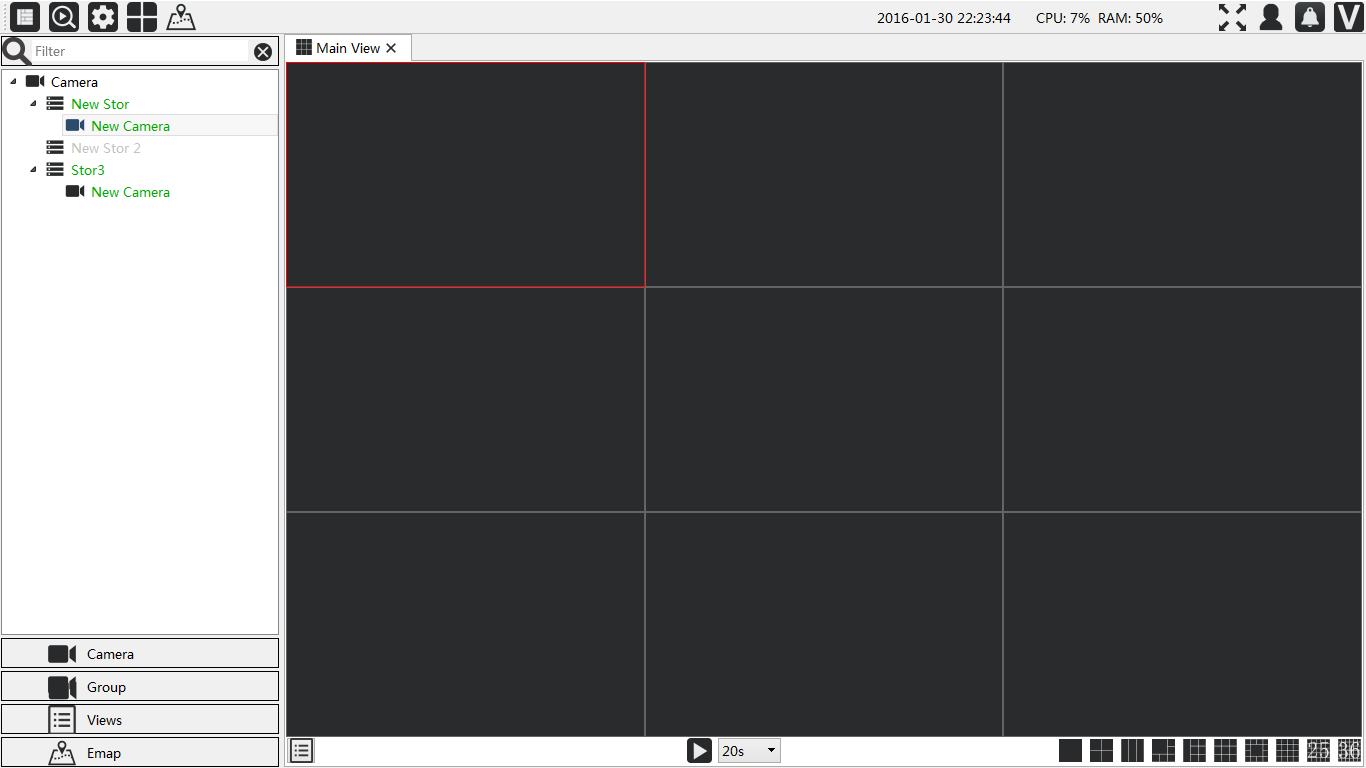 2016-01-30 22:23:44 CPU: 7% RAM: 50% V
Filter
Main View
Camera
New Stor
New Camera
New Stor 2
Stor3
New Camera
Camera
Group
Views
Emap
20s
25 36